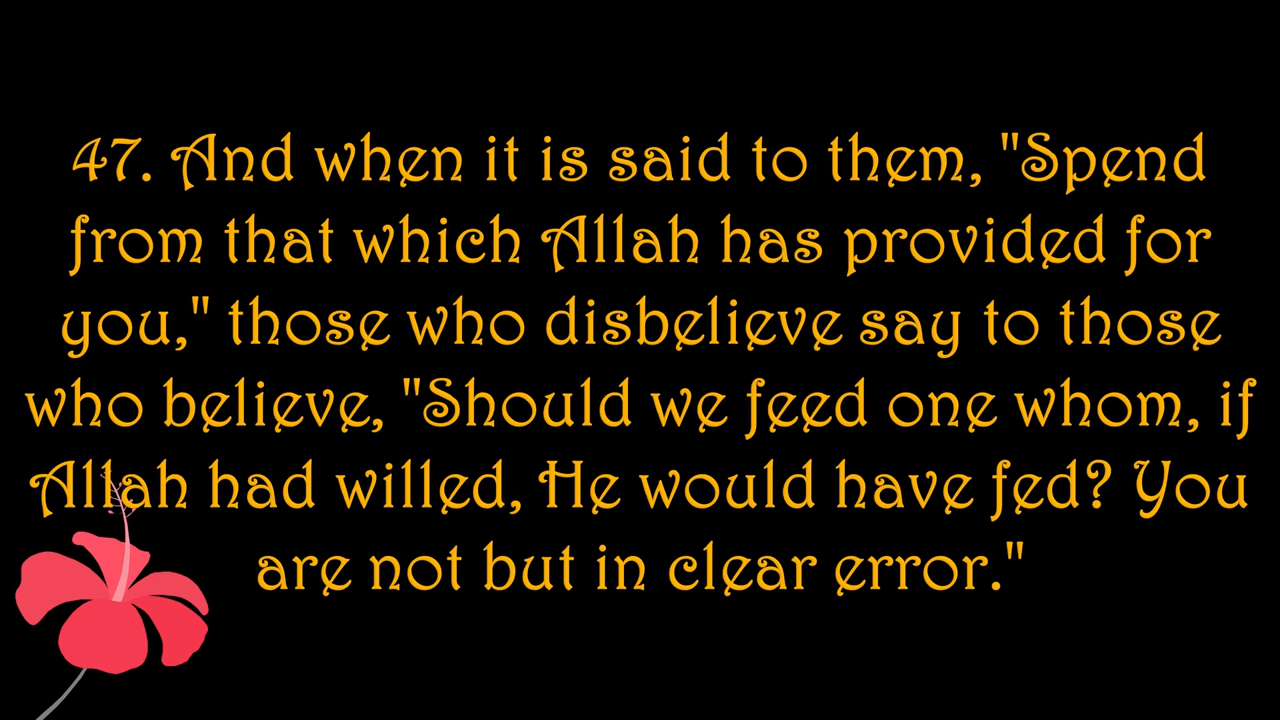 47. And when it is said to them, "Spend
from that which Allah has provided for
you," those who disbelieve say to those
who believe, "Should we feed one whom, if
Allah had willed, He would have fed? You
are not but in clear error."